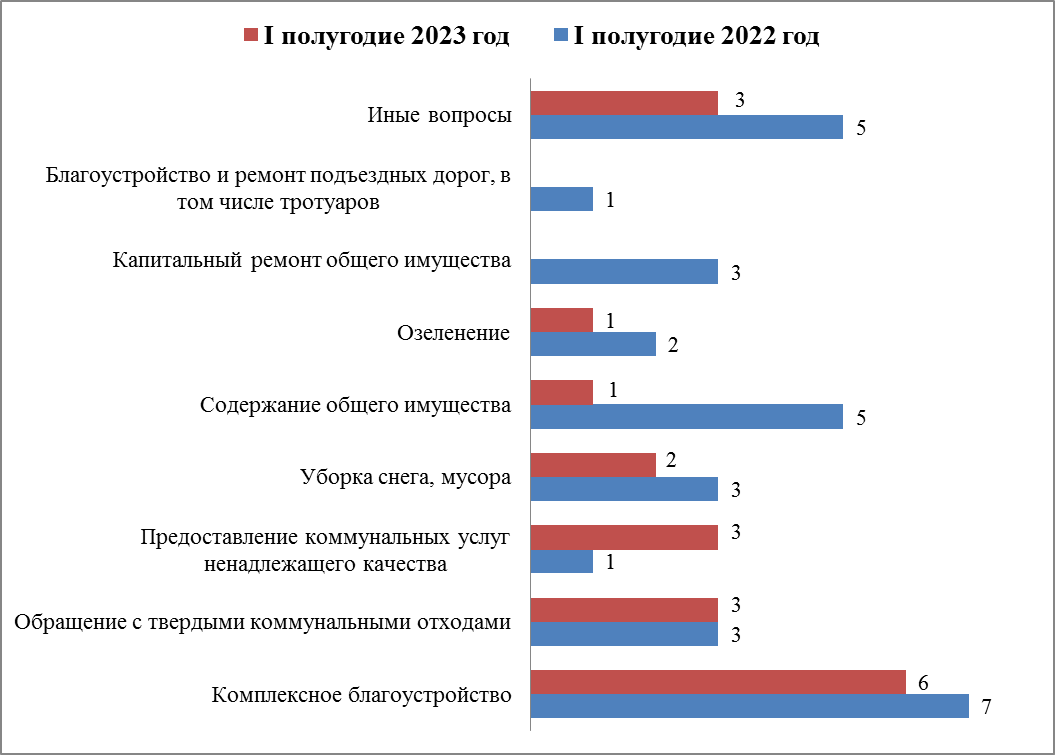 I полугодие 2023 год I полугодие 2022 год
Иные вопросы
3
5
Благоустройство и ремонт подъездных дорог, в
том числе тротуаров
1
Капитальный ремонт общего имущества
3
Озеленение
1
2
Содержание общего имущества
1
5
Уборка снега, мусора
2
3
Предоставление коммунальных услуг
ненадлежащего качества
3
1
Обращение с твердыми коммунальными отходами
3
3
Комплексное благоустройство
6
7